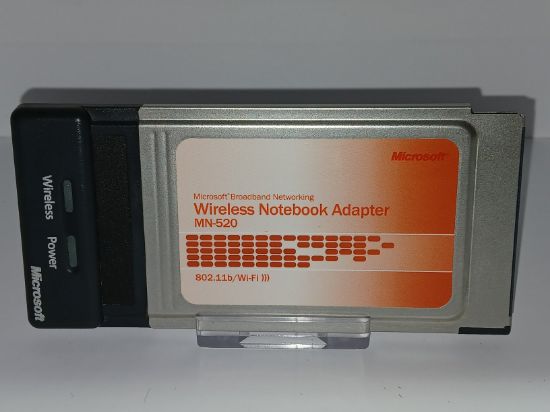 Wireless
Power
Microsoft
Microsoft®
Microsoft® Broadband Networking
Wireless Notebook Adapter
MN-520
802.11b/Wi-Fi )))